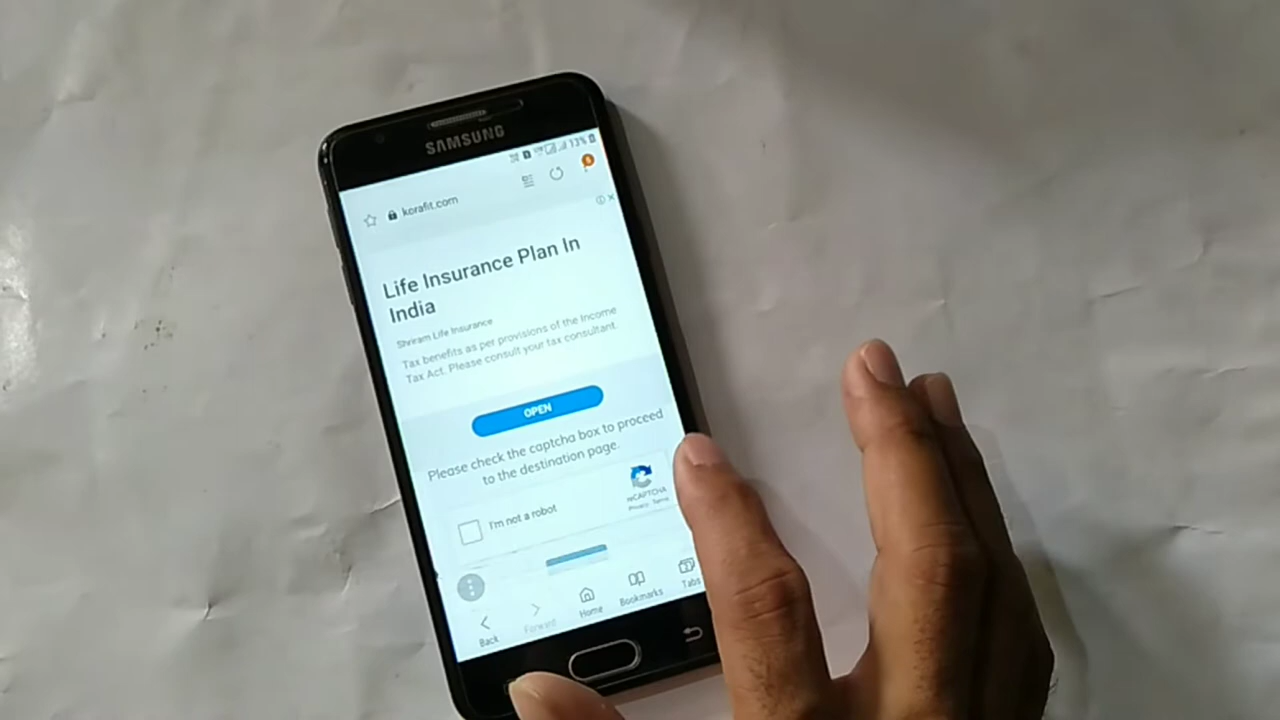 SAMSUNG
13%
korafit.com
Life Insurance Plan In
India
Shriram Life Insurance
Tax benefits as per provisions of the Income
Tax Act. Please consult your tax consultant.
OPEN
Please check the captcha box to proceed
to the destination page.
I'm not a robot
reCAPTCHA
Privacy - Terms
Back
Forward
Home
Bookmarks
Tabs